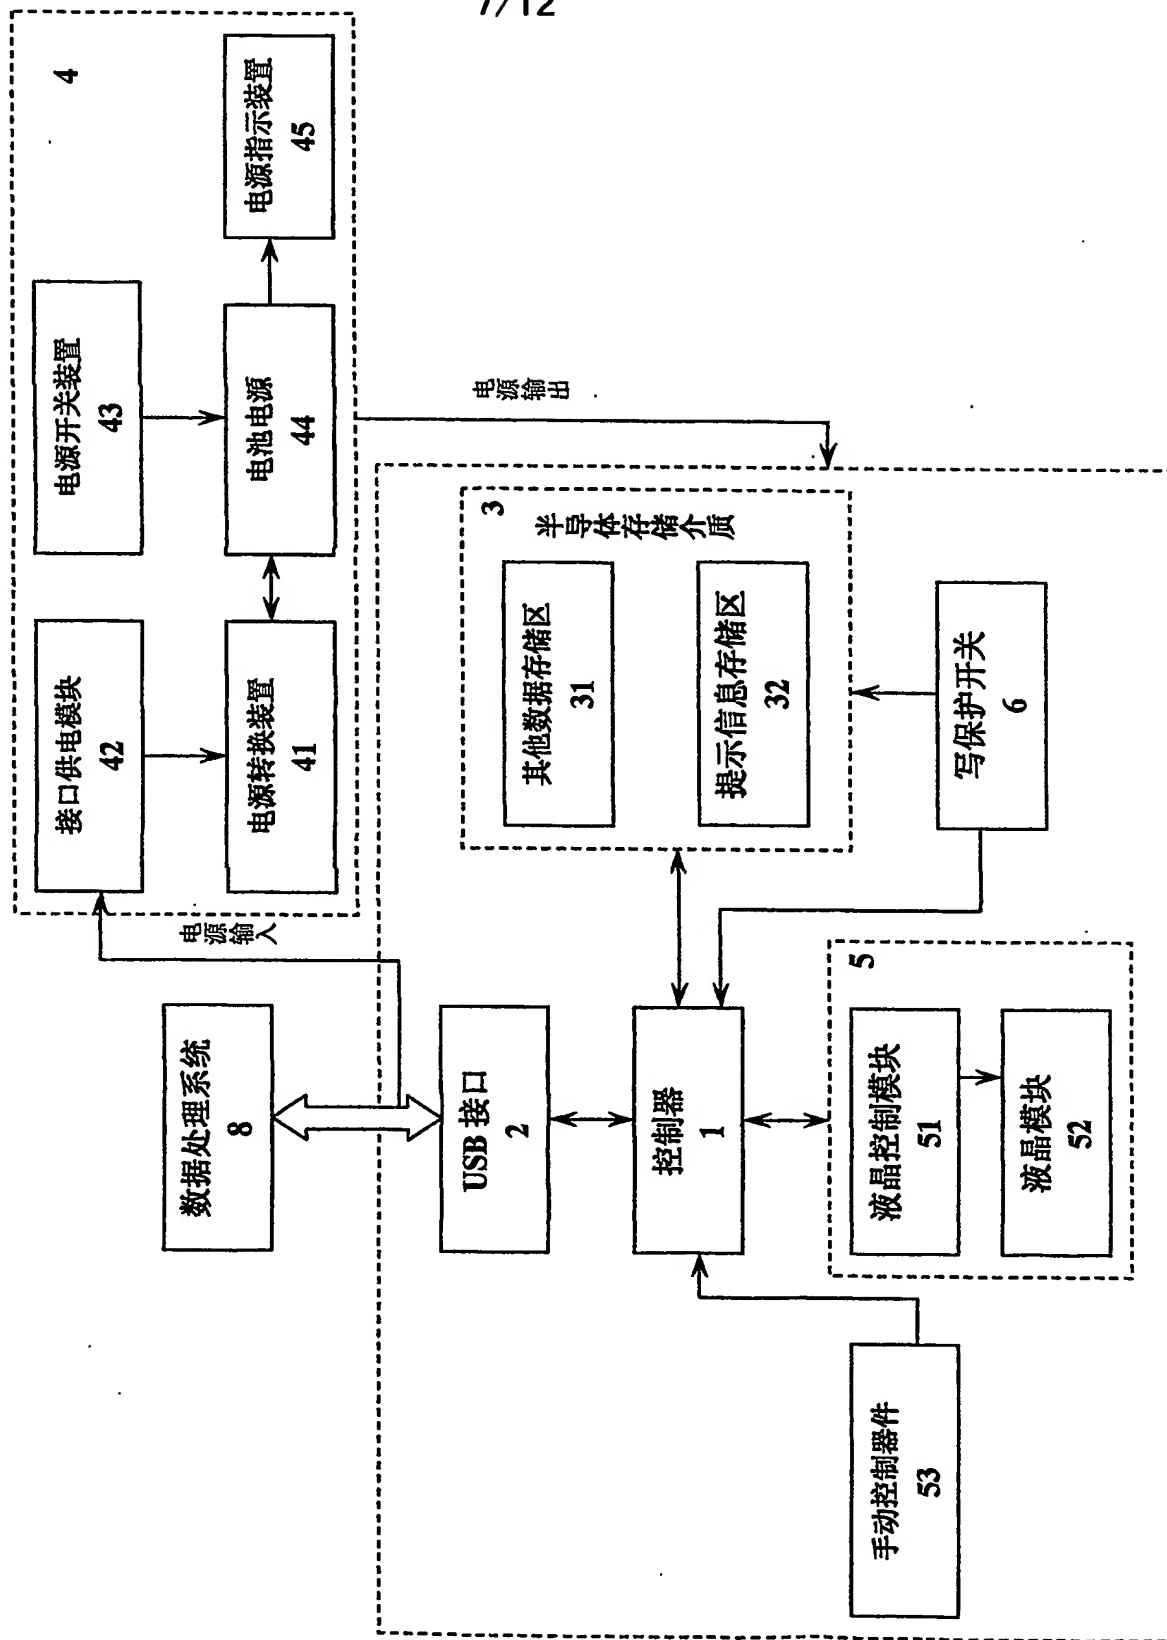 7/12
数据处理系统
8
USB 接口
2
控制器
1
手动控制器件
53
液晶控制模块
51
液晶模块
52
5
电源输入
接口供电模块
42
电源转换装置
41
电源开关装置
43
电池电源
44
电源指示装置
45
4
电源输出
3
半导体存储介质
其他数据存储区
31
提示信息存储区
32
写保护开关
6